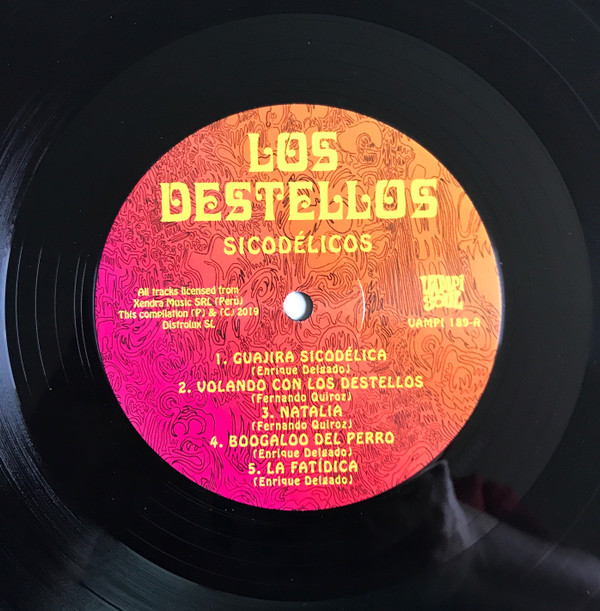 LOS
DESTELLOS
SICODÉLICOS
All tracks licensed from
Xendra Music SRL (Perú)
This compilation (P) & (C) 2019
Distrolux SL
VAMPI
SOUL
VAMPI 189-A
1. GUAJIRA SICODÉLICA
(Enrique Delgado)
2. VOLANDO CON LOS DESTELLOS
(Fernando Quiroz)
3. NATALIA
(Fernando Quiroz)
4. BOOGALOO DEL PERRO
(Enrique Delgado)
5. LA FATÍDICA
(Enrique Delgado)